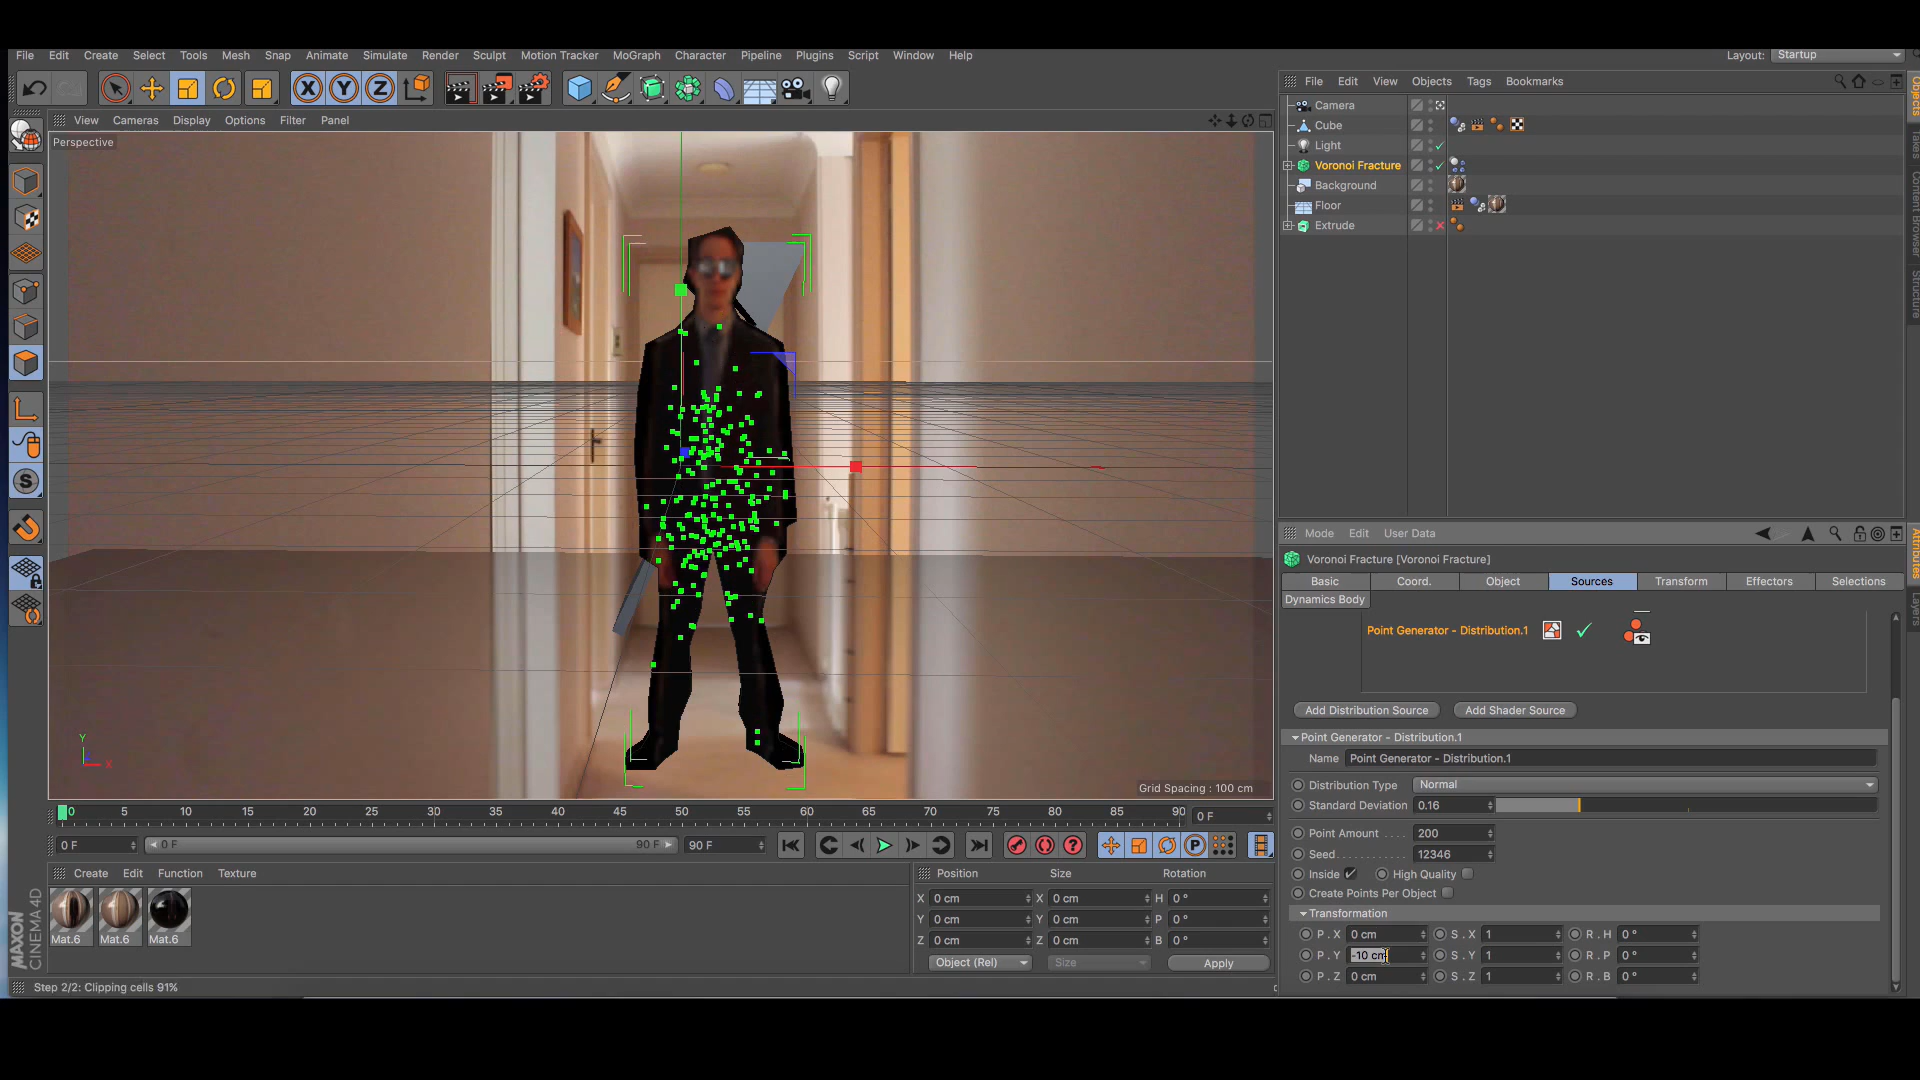 File Edit Create Select Tools Mesh Snap Animate Simulate Render Sculpt Motion Tracker MoGraph Character Pipeline Plugins Script Window Help
Layout: Startup
View Cameras Display Options Filter Panel
Perspective
X Y Z
S
File Edit View Objects Tags Bookmarks
Camera
Cube
Light
Voronoi Fracture
Background
Floor
Extrude
Objects
Takes
Content Browser
Structure
Mode Edit User Data
Voronoi Fracture [Voronoi Fracture]
Basic Coord. Object Sources Transform Effectors Selections
Dynamics Body
Attributes
Layers
Point Generator - Distribution.1
Add Distribution Source Add Shader Source
Point Generator - Distribution.1
Name Point Generator - Distribution.1
Distribution Type Normal
Standard Deviation 0.16
Point Amount . . . . 200
Seed . . . . . . . . . . . 12346
Inside High Quality
Create Points Per Object
Transformation
P . X 0 cm S . X 1 R . H 0 °
P . Y -10 cm S . Y 1 R . P 0 °
P . Z 0 cm S . Z 1 R . B 0 °
Y
X
Grid Spacing : 100 cm
0 5 10 15 20 25 30 35 40 45 50 55 60 65 70 75 80 85 90 0 F
0 F 0 F 90 F 90 F
P
Create Edit Function Texture
Mat.6 Mat.6 Mat.6
Position Size Rotation
X 0 cm X 0 cm H 0 °
Y 0 cm Y 0 cm P 0 °
Z 0 cm Z 0 cm B 0 °
Object (Rel) Size Apply
MAXON
CINEMA 4D
Step 2/2: Clipping cells 91%